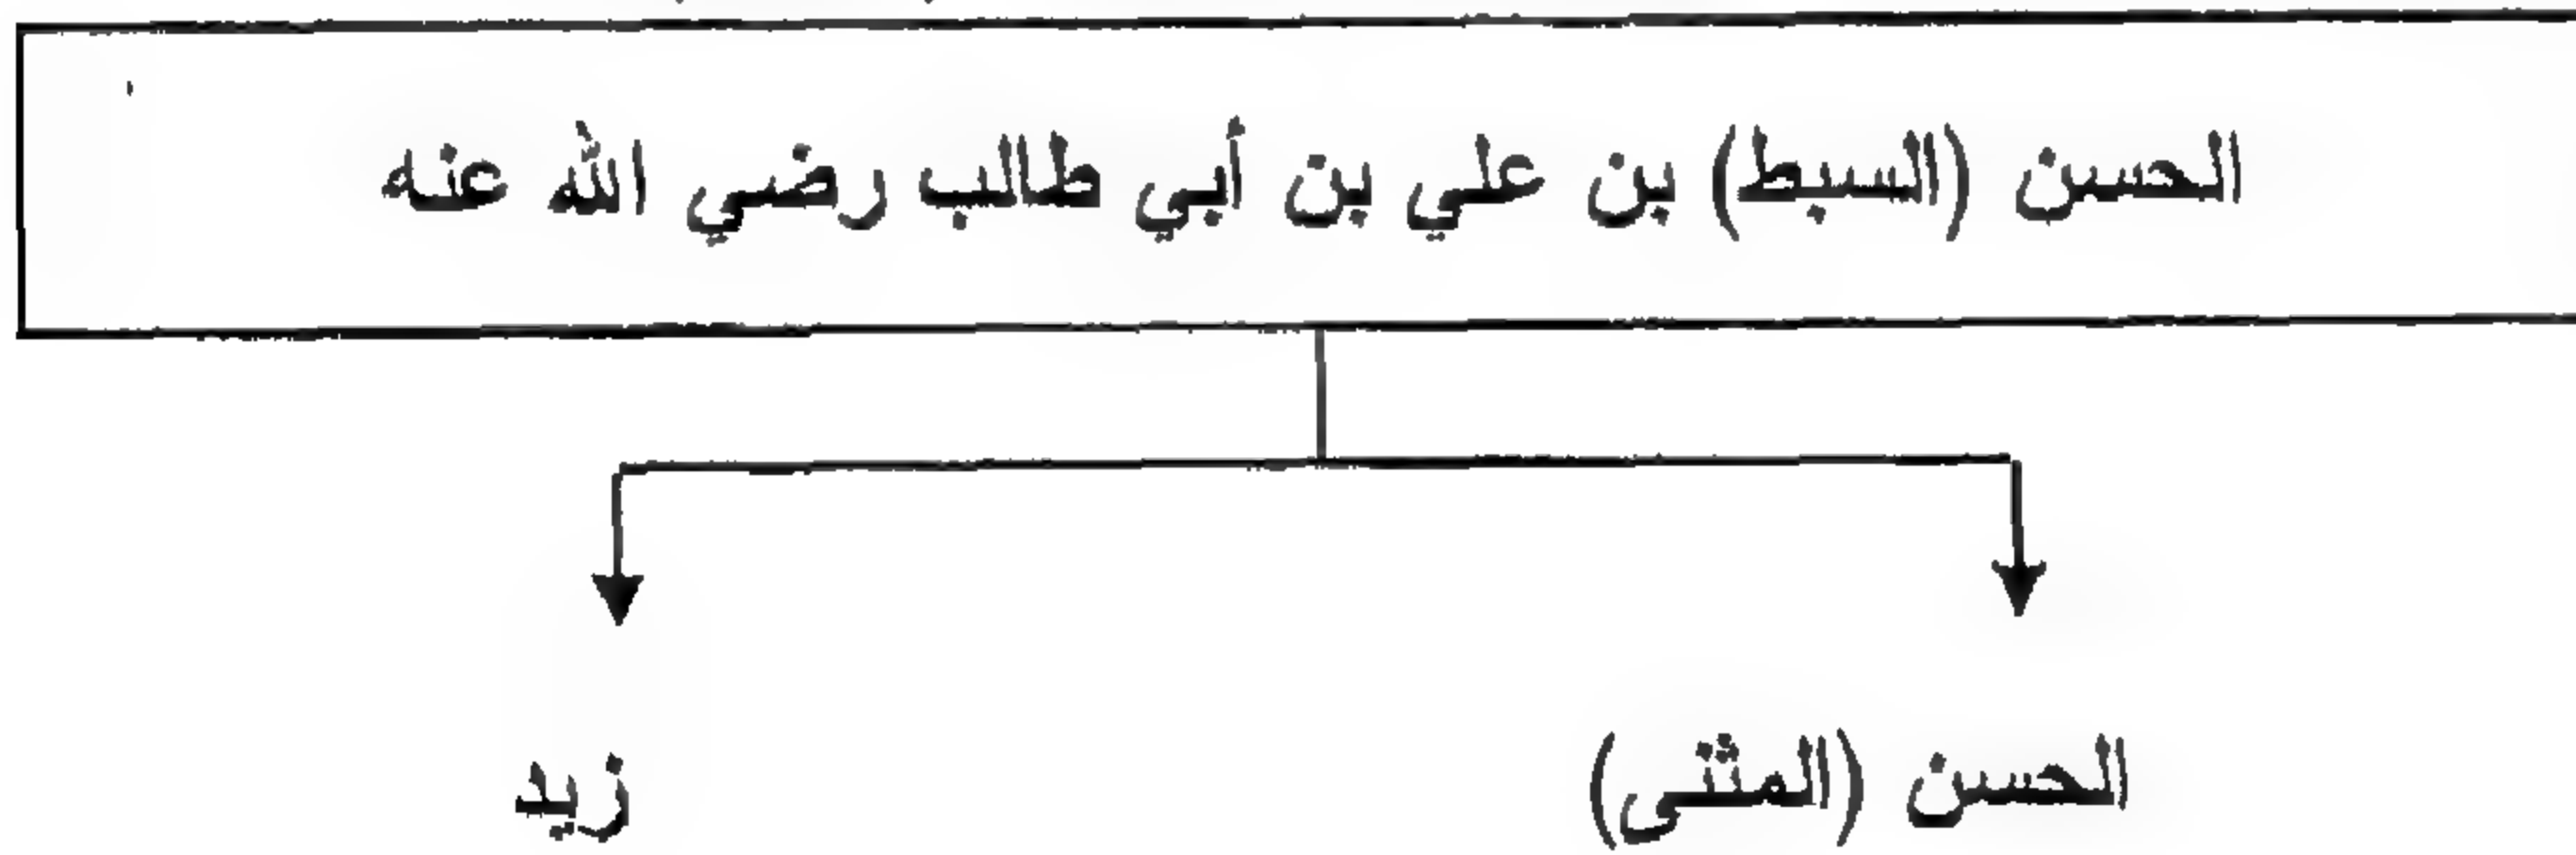 الحسن (السبط) بن علي بن أبي طالب رضي الله عنه
الحسن (المثنى)
زيد